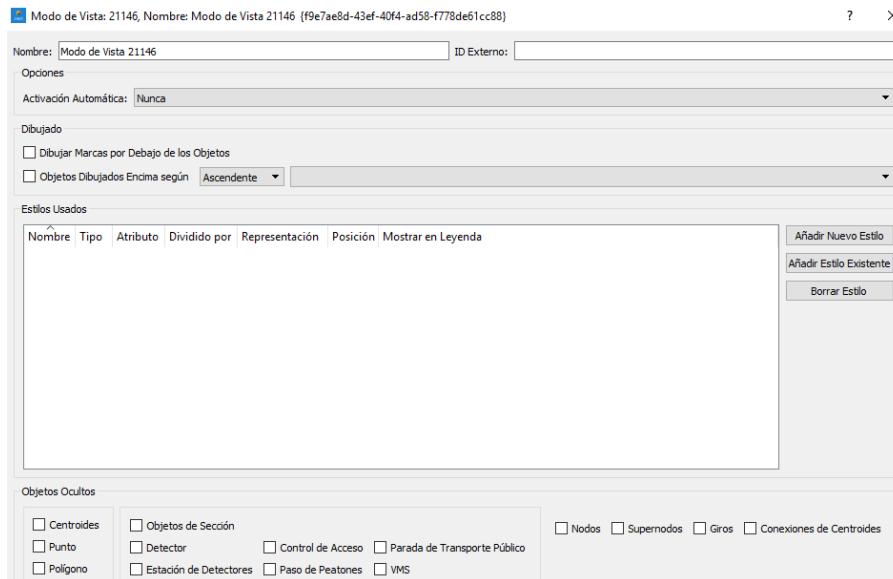 Modo de Vista: 21146, Nombre: Modo de Vista 21146 {f9e7ae8d-43ef-40f4-ad58-f778de61cc88}
Nombre: Modo de Vista 21146 ID Externo:
Opciones
Activación Automática: Nunca
Dibujado
Dibujar Marcas por Debajo de los Objetos
Objetos Dibujados Encima según Ascendente
Estilos Usados
Nombre Tipo Atributo Dividido por Representación Posición Mostrar en Leyenda
Añadir Nuevo Estilo
Añadir Estilo Existente
Borrar Estilo
Objetos Ocultos
Centroides Objetos de Sección
Nodos Supernodos Giros Conexiones de Centroides
Punto Detector Control de Acceso Parada de Transporte Público
Polígono Estación de Detectores Paso de Peatones VMS